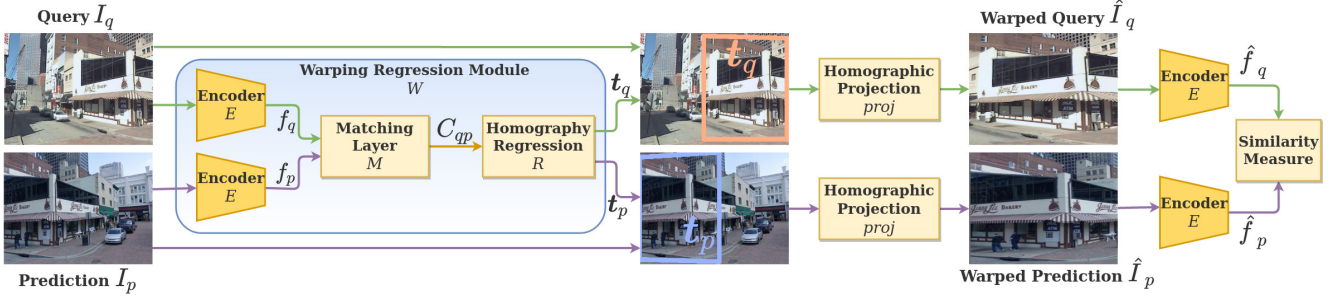 Query I_q
Warped Query Î_q
Warping Regression Module
W
Encoder
E
f_q
Encoder
E
f_p
Matching
Layer
M
C_qp
Homography
Regression
R
t_q
t_p
t_q
t_p
Homographic
Projection
proj
Homographic
Projection
proj
BAKERY
BAKERY
Encoder
E
f̂_q
Encoder
E
f̂_p
Similarity
Measure
Prediction I_p
Warped Prediction Î_p